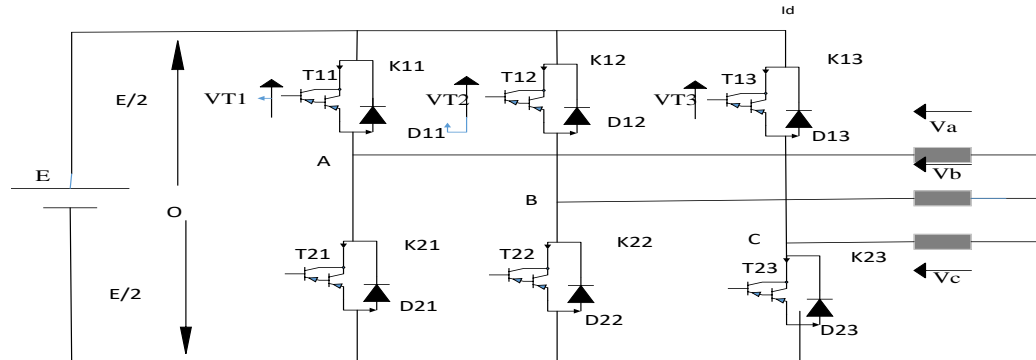 Id
K11
K12
K13
T11
T12
T13
E/2
VT1
VT2
VT3
D11
D12
D13
Va
A
Vb
E
B
O
C
T21
K21
T22
K22
T23
K23
Vc
E/2
D21
D22
D23